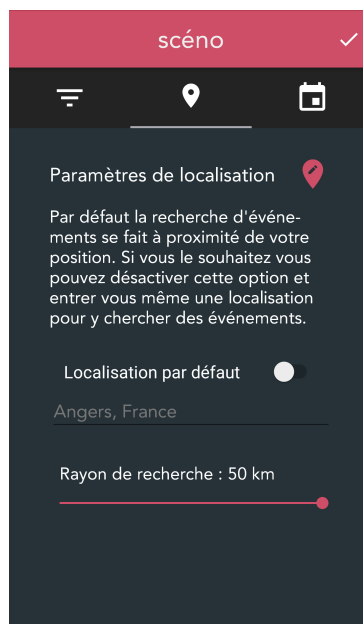 scéno
Paramètres de localisation
Par défaut la recherche d'événe-
ments se fait à proximité de votre
position. Si vous le souhaitez vous
pouvez désactiver cette option et
entrer vous même une localisation
pour y chercher des événements.
Localisation par défaut
Angers, France
Rayon de recherche : 50 km